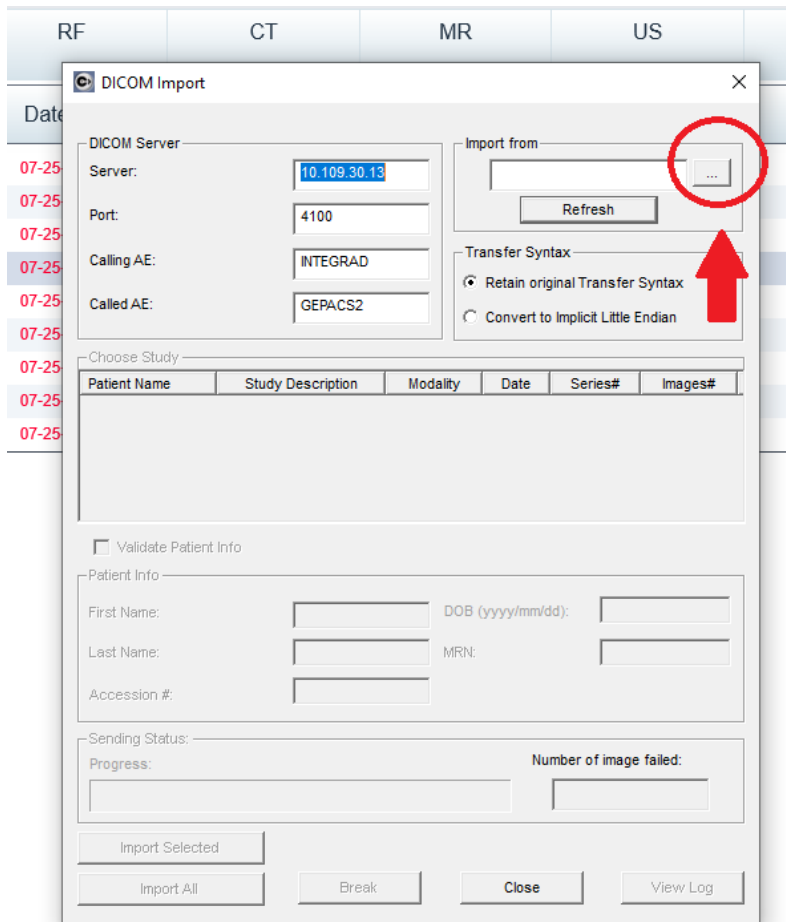 RF CT MR US
DICOM Import
Date
DICOM Server
Import from
Server: 10.109.30.13
...
Port: 4100
Refresh
Calling AE: INTEGRAD
Transfer Syntax
Retain original Transfer Syntax
Called AE: GEPACS2
Convert to Implicit Little Endian
07-25-
07-25-
07-25-
07-25-
07-25-
07-25-
07-25-
07-25-
07-25-
Choose Study
Patient Name Study Description Modality Date Series# Images#
Validate Patient Info
Patient Info
First Name: DOB (yyyy/mm/dd):
Last Name: MRN:
Accession #:
Sending Status:
Progress: Number of image failed:
Import Selected
Import All Break Close View Log